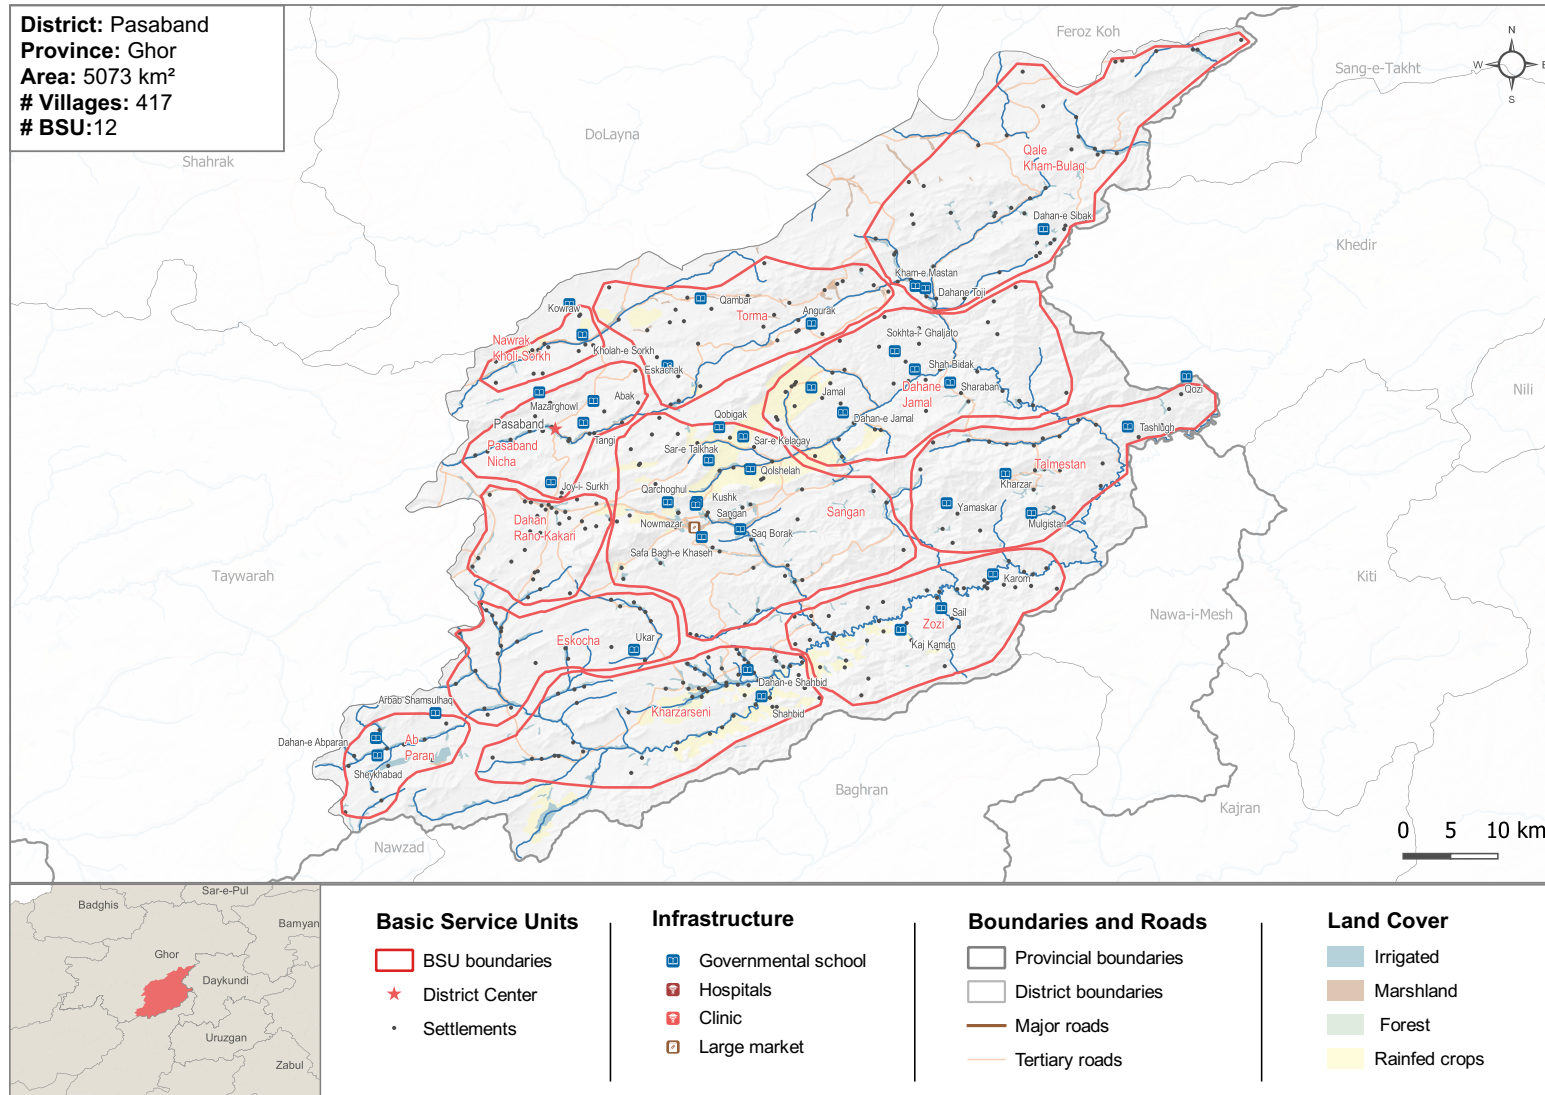 District: Pasaband
Province: Ghor
Area: 5073 km²
# Villages: 417
# BSU:12
Feroz Koh
Sang-e-Takht
N
W
E
S
DoLayna
Shahrak
Qale
Kham-Bulaq
Dahan-e Sibak
Khedir
Kham-e Mastan
Dahane Toji
Kowraw
Qambar
Torma
Angurak
Nawrak
Kholi-Sorkh
Kholah-e Sorkh
Eskachak
Sokhta-i- Ghaljato
Shah-Bidak
Sharaban
Dahane
Jamal
Jamal
Dahan-e Jamal
Qozi
Nili
Tashlugh
Mazarghowl
Abak
Pasaband
Tangi
Pasaband
Nicha
Joy-i- Surkh
Qobigak
Sar-e Kelagay
Sar-e Talkhak
Qolshelah
Qarchoghul
Kushk
Sangan
Nowmazar
Saq Borak
Safa Bagh-e Khaseh
Sangan
Talmestan
Kharzar
Yamaskar
Mulgistan
Dahan
Rano-Kakari
Taywarah
Karom
Sail
Zozi
Kaj Kaman
Kiti
Nawa-i-Mesh
Eskocha
Ukar
Dahan-e Shahbid
Shahbid
Kharzarseni
Arbab Shamsulhaq
Dahan-e Abparan
Ab
Paran
Sheykhabad
Baghran
Kajran
Nawzad
0 5 10 km
Sar-e-Pul
Badghis
Bamyan
Ghor
Daykundi
Uruzgan
Zabul
Basic Service Units
BSU boundaries
District Center
Settlements
Infrastructure
Governmental school
Hospitals
Clinic
Large market
Boundaries and Roads
Provincial boundaries
District boundaries
Major roads
Tertiary roads
Land Cover
Irrigated
Marshland
Forest
Rainfed crops